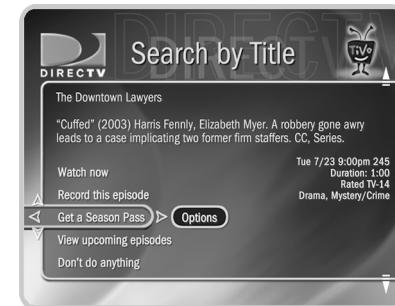 DIRECTV
Search by Title
TiVo
The Downtown Lawyers
“Cuffed” (2003) Harris Fennly, Elizabeth Myer. A robbery gone awry
leads to a case implicating two former firm staffers. CC, Series.
Tue 7/23 9:00pm 245
Duration: 1:00
Rated TV-14
Drama, Mystery/Crime
Watch now
Record this episode
Get a Season Pass
Options
View upcoming episodes
Don't do anything